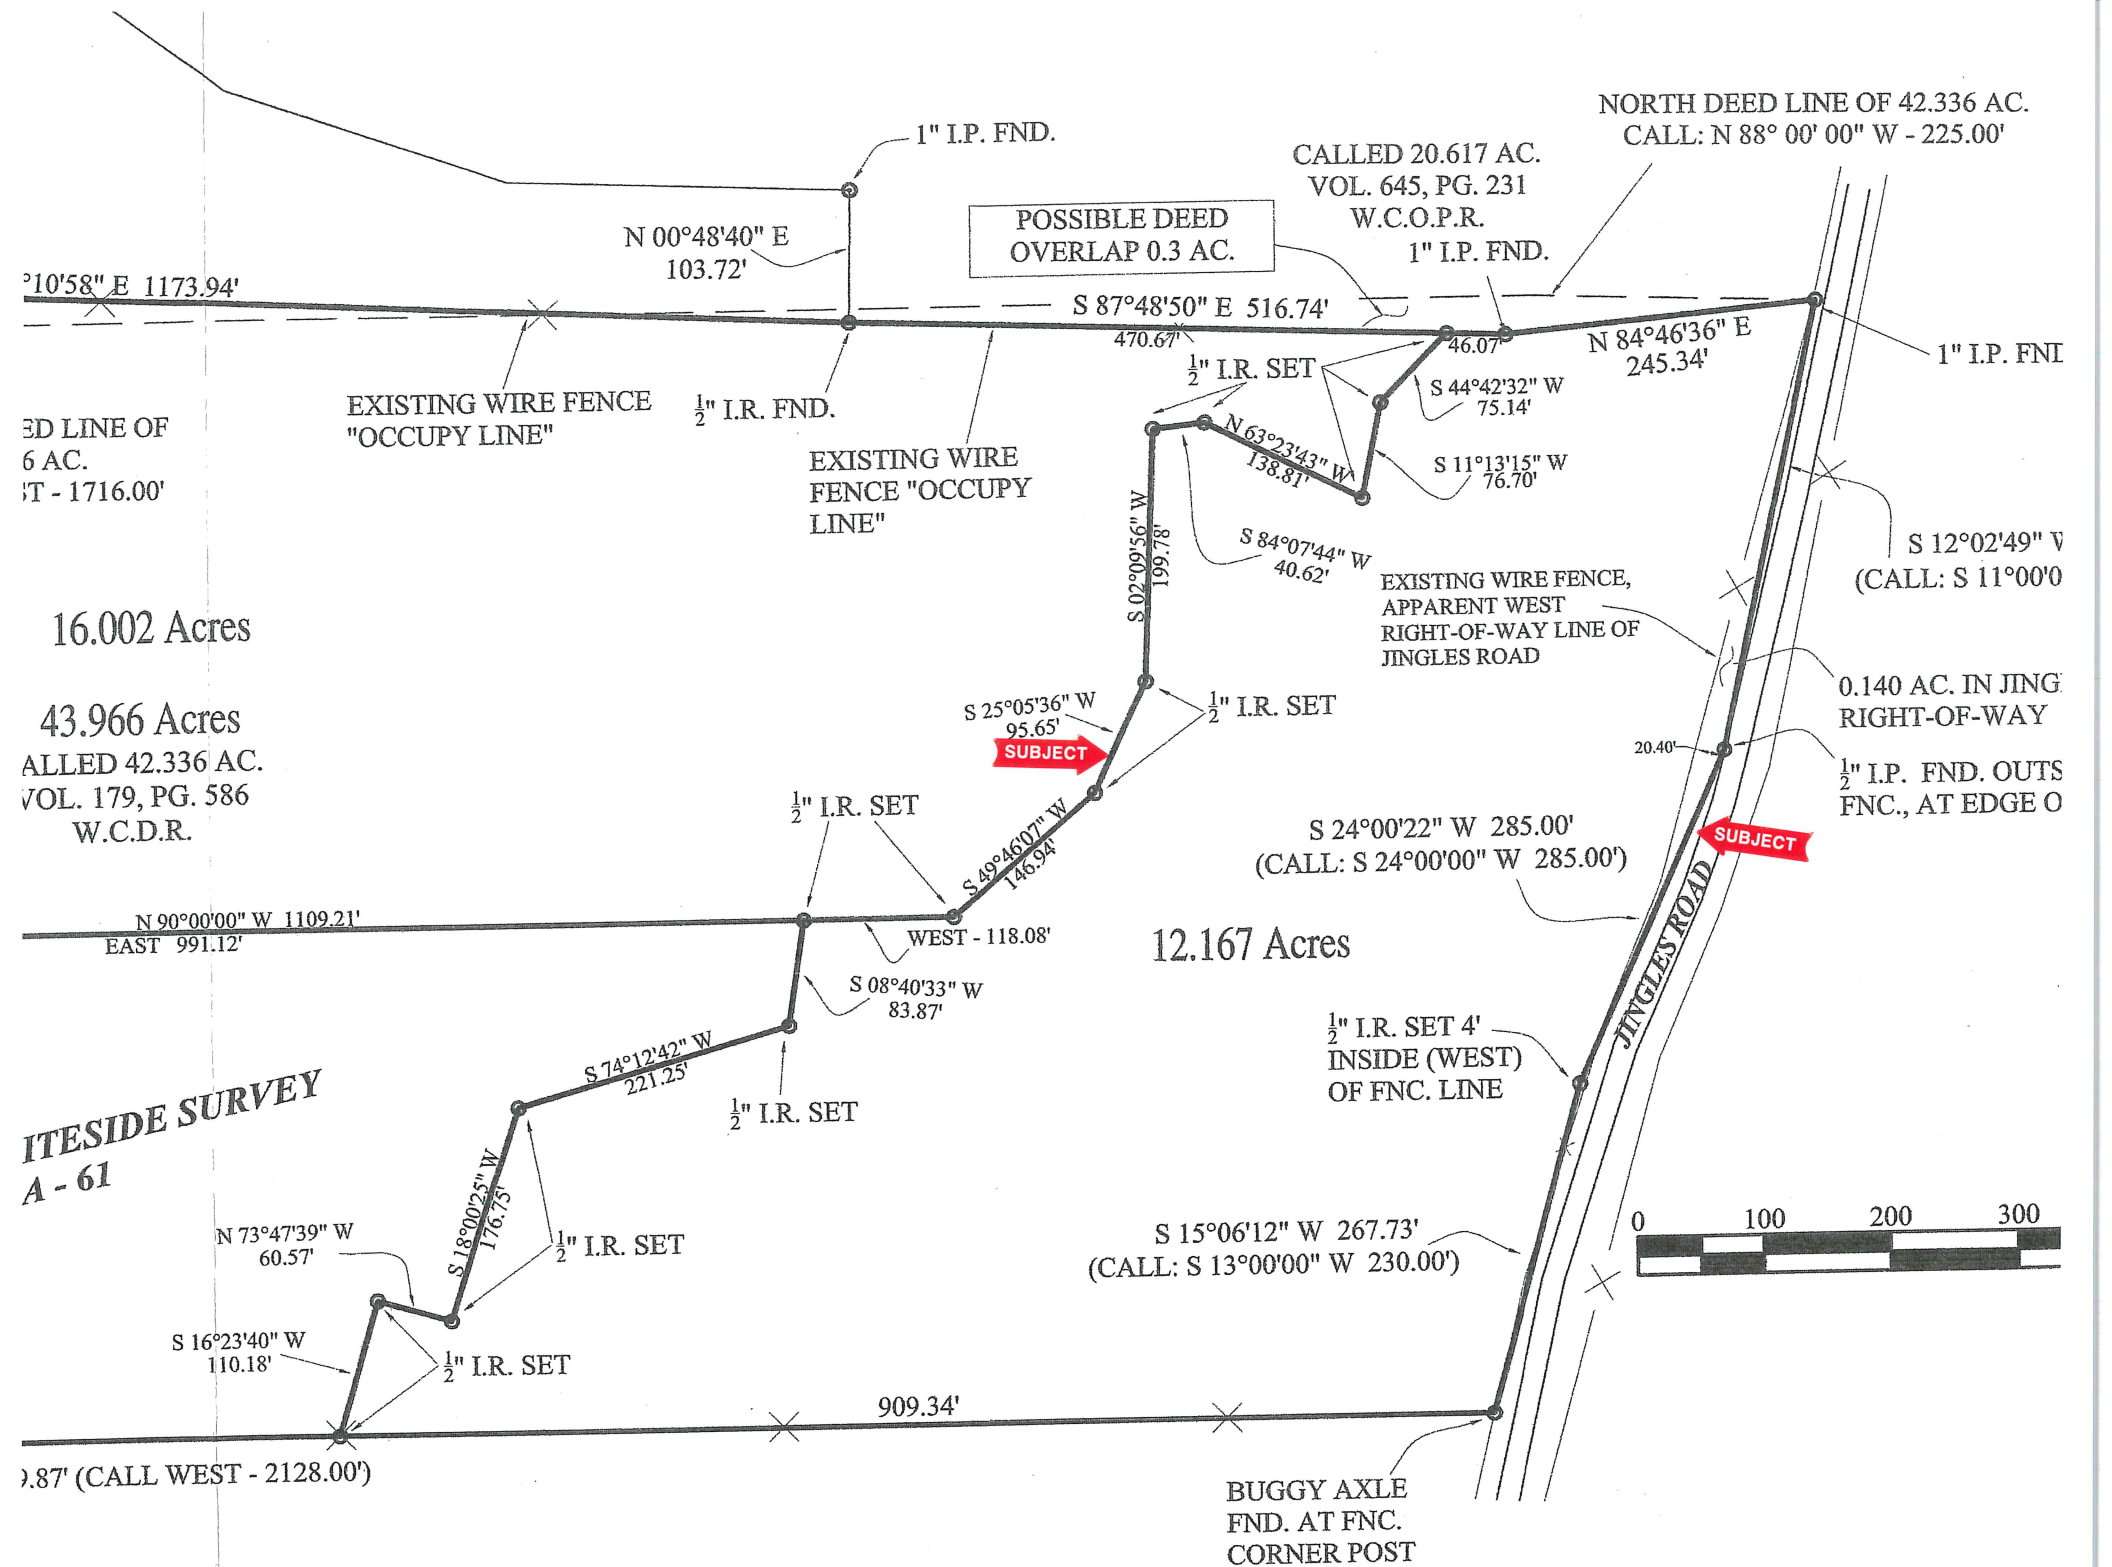 NORTH DEED LINE OF 42.336 AC.
CALL: N 88° 00' 00" W - 225.00'
1" I.P. FND.
CALLED 20.617 AC.
VOL. 645, PG. 231
W.C.O.P.R.
1" I.P. FND.
POSSIBLE DEED
OVERLAP 0.3 AC.
N 00°48'40" E
103.72'
°10'58" E 1173.94'
S 87°48'50" E 516.74'
470.67'
46.07'
N 84°46'36" E
245.34'
1" I.P. FND
½" I.R. SET
S 44°42'32" W
75.14'
EXISTING WIRE FENCE
"OCCUPY LINE"
½" I.R. FND.
ED LINE OF
6 AC.
ST - 1716.00'
EXISTING WIRE
FENCE "OCCUPY
LINE"
N 63°23'43" W
138.81'
S 11°13'15" W
76.70'
S 02°09'56" W
199.78'
S 84°07'44" W
40.62'
S 12°02'49" W
(CALL: S 11°00'0
EXISTING WIRE FENCE,
APPARENT WEST
RIGHT-OF-WAY LINE OF
JINGLES ROAD
16.002 Acres
43.966 Acres
ALLED 42.336 AC.
VOL. 179, PG. 586
W.C.D.R.
S 25°05'36" W
95.65'
SUBJECT
½" I.R. SET
0.140 AC. IN JING
RIGHT-OF-WAY
20.40'
½" I.P. FND. OUTS
FNC., AT EDGE O
½" I.R. SET
S 49°46'07" W
146.94'
S 24°00'22" W 285.00'
(CALL: S 24°00'00" W 285.00')
SUBJECT
JINGLES ROAD
N 90°00'00" W 1109.21'
EAST 991.12'
WEST - 118.08'
12.167 Acres
S 08°40'33" W
83.87'
½" I.R. SET 4'
INSIDE (WEST)
OF FNC. LINE
S 74°12'42" W
221.25'
½" I.R. SET
ITESIDE SURVEY
A - 61
S 18°00'25" W
176.75'
½" I.R. SET
N 73°47'39" W
60.57'
S 15°06'12" W 267.73'
(CALL: S 13°00'00" W 230.00')
0 100 200 300
S 16°23'40" W
110.18'
½" I.R. SET
909.34'
9.87' (CALL WEST - 2128.00')
BUGGY AXLE
FND. AT FNC.
CORNER POST